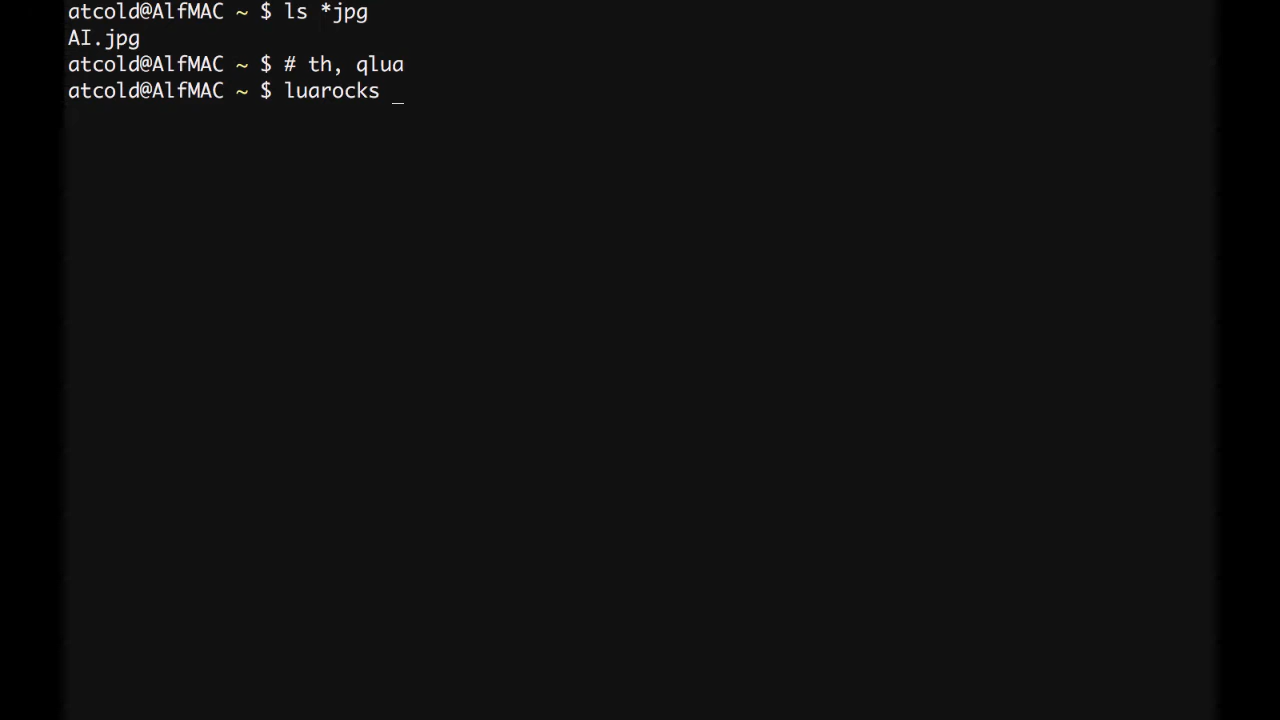 atcold@AlfMAC ~ $ ls *jpg
AI.jpg
atcold@AlfMAC ~ $ # th, qlua
atcold@AlfMAC ~ $ luarocks _